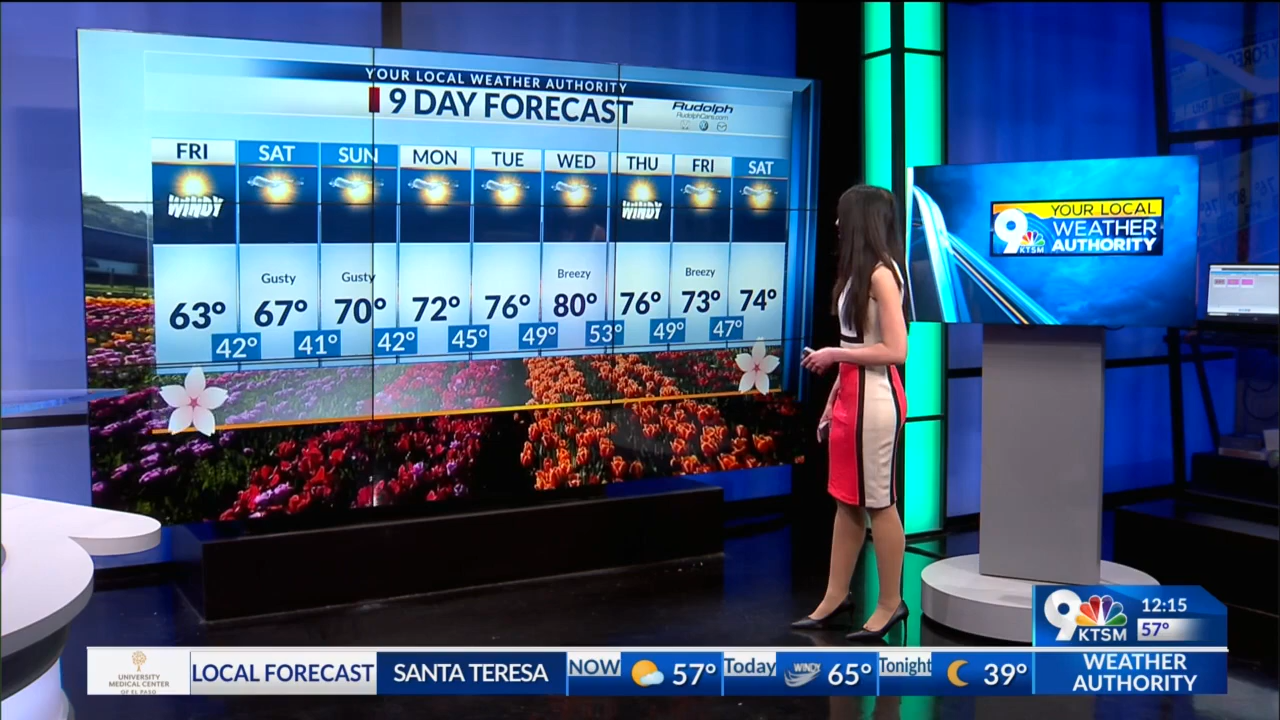 YOUR LOCAL WEATHER AUTHORITY
9 DAY FORECAST
Rudolph
RudolphCars.com
FRI SAT SUN MON TUE WED THU FRI SAT
WINDY WINDY
Gusty Gusty Breezy Breezy
63° 67° 70° 72° 76° 80° 76° 73° 74°
42° 41° 42° 45° 49° 53° 49° 47°
9 KTSM
YOUR LOCAL
WEATHER
AUTHORITY
9 KTSM
12:15
57°
UNIVERSITY
MEDICAL CENTER
OF EL PASO
LOCAL FORECAST
SANTA TERESA
NOW 57°
Today WINDY 65°
Tonight 39°
WEATHER
AUTHORITY